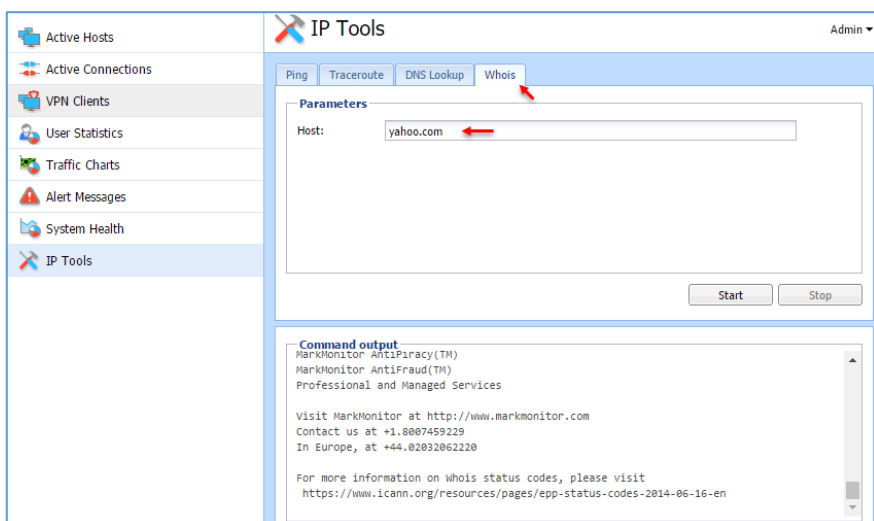 IP Tools
Admin
Active Hosts
Active Connections
VPN Clients
User Statistics
Traffic Charts
Alert Messages
System Health
IP Tools
Ping Traceroute DNS Lookup Whois
Parameters
Host: yahoo.com
Start Stop
Command output
MarkMonitor AntiPiracy(TM)
MarkMonitor AntiFraud(TM)
Professional and Managed Services
Visit MarkMonitor at http://www.markmonitor.com
Contact us at +1.8007459229
In Europe, at +44.02032062220
For more information on Whois status codes, please visit
https://www.icann.org/resources/pages/epp-status-codes-2014-06-16-en